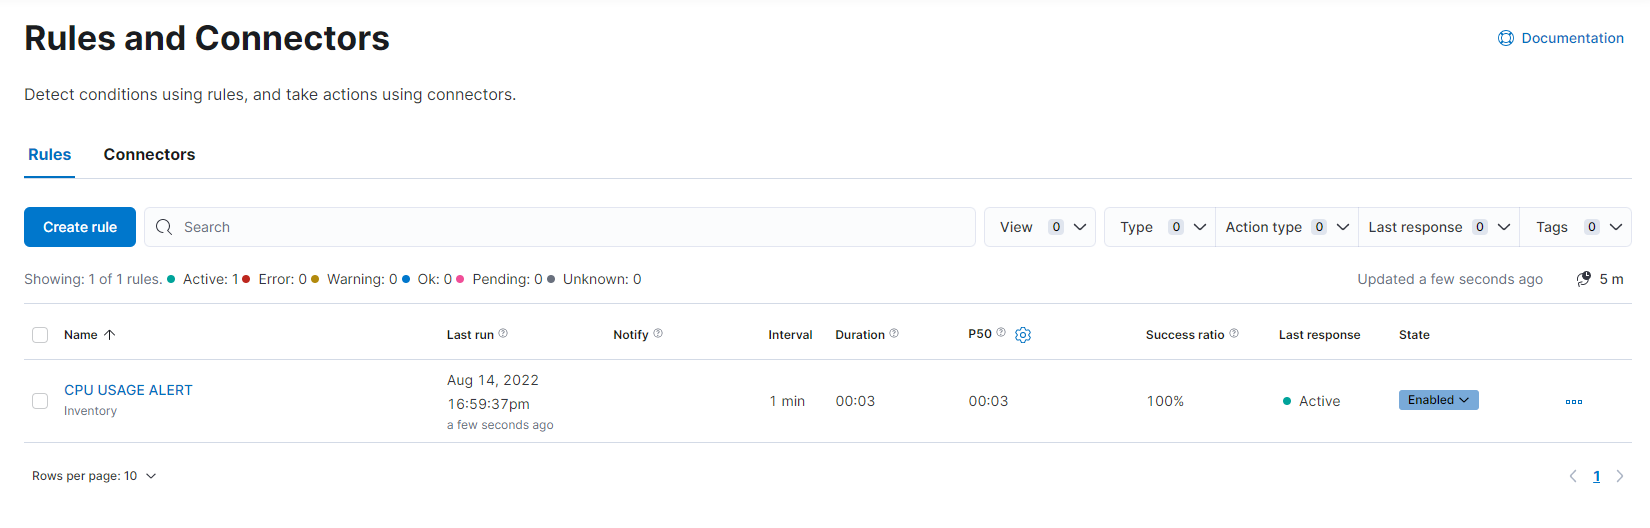 Rules and Connectors
Documentation
Detect conditions using rules, and take actions using connectors.
Rules Connectors
Create rule Search View 0 Type 0 Action type 0 Last response 0 Tags 0
Showing: 1 of 1 rules. Active: 1 Error: 0 Warning: 0 Ok: 0 Pending: 0 Unknown: 0 Updated a few seconds ago 5 m
Name Last run Notify Interval Duration P50 Success ratio Last response State
CPU USAGE ALERT
Inventory
Aug 14, 2022
16:59:37pm
a few seconds ago
1 min 00:03 00:03 100% Active Enabled
Rows per page: 10 1